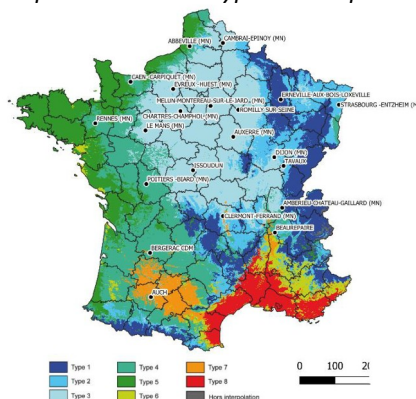 CAMBRAI-EPINOY (MN)
ABBEVILLE (MN)
CAEN-CARPIQUET (MN)
EVREUX-HUEST (MN)
ERNEVILLE-AUX-BOIS-LOXEVILLE
MELUN-MONTEREAU-SUR-LE-JARD (MN)
STRASBOURG-ENTZHEIM (M
ROMILLY-SUR-SEINE
CHARTRES-CHAMPHOL (MN)
RENNES (MN)
LE MANS (MN)
AUXERRE (MN)
DIJON (MN)
TAVAUX
ISSOUDUN
POITIERS-BIARD (MN)
AMBERIEU-CHATEAU-GAILLARD (MN)
CLERMONT-FERRAND (MN)
BEAUREPAIRE
BERGERAC CDM
AUCH
Type 1 Type 4 Type 7 0 100
Type 2 Type 5 Type 8
Type 3 Type 6 Hors interpolation